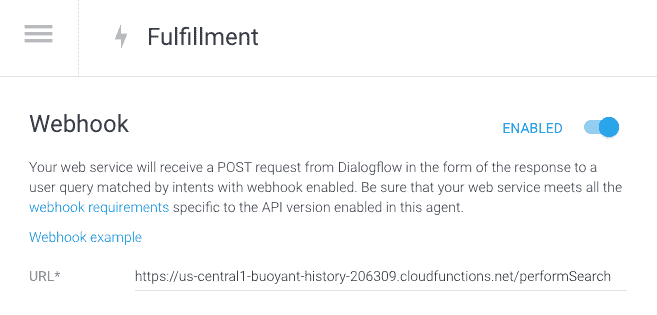 Fulfillment
Webhook
ENABLED
Your web service will receive a POST request from Dialogflow in the form of the response to a
user query matched by intents with webhook enabled. Be sure that your web service meets all the
webhook requirements specific to the API version enabled in this agent.
Webhook example
URL* https://us-central1-buoyant-history-206309.cloudfunctions.net/performSearch